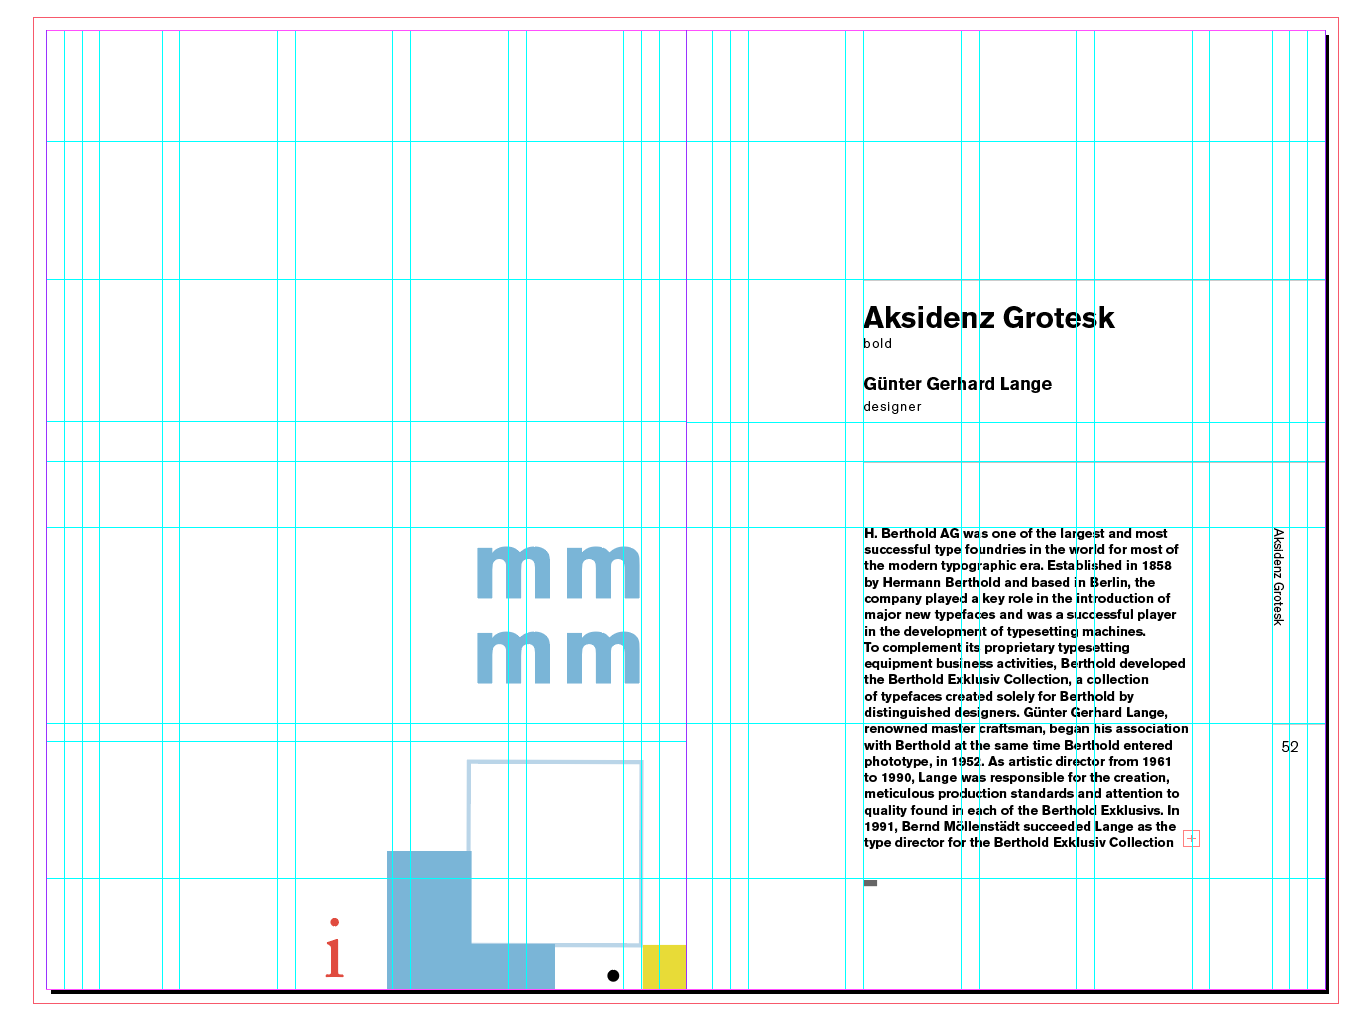 Aksidenz Grotesk
bold
Günter Gerhard Lange
designer
mm
mm
i
.
H. Berthold AG was one of the largest and most
successful type foundries in the world for most of
the modern typographic era. Established in 1858
by Hermann Berthold and based in Berlin, the
company played a key role in the introduction of
major new typefaces and was a successful player
in the development of typesetting machines.
To complement its proprietary typesetting
equipment business activities, Berthold developed
the Berthold Exklusiv Collection, a collection
of typefaces created solely for Berthold by
distinguished designers. Günter Gerhard Lange,
renowned master craftsman, began his association
with Berthold at the same time Berthold entered
phototype, in 1952. As artistic director from 1961
to 1990, Lange was responsible for the creation,
meticulous production standards and attention to
quality found in each of the Berthold Exklusivs. In
1991, Bernd Möllenstädt succeeded Lange as the
type director for the Berthold Exklusiv Collection
Aksidenz Grotesk
52